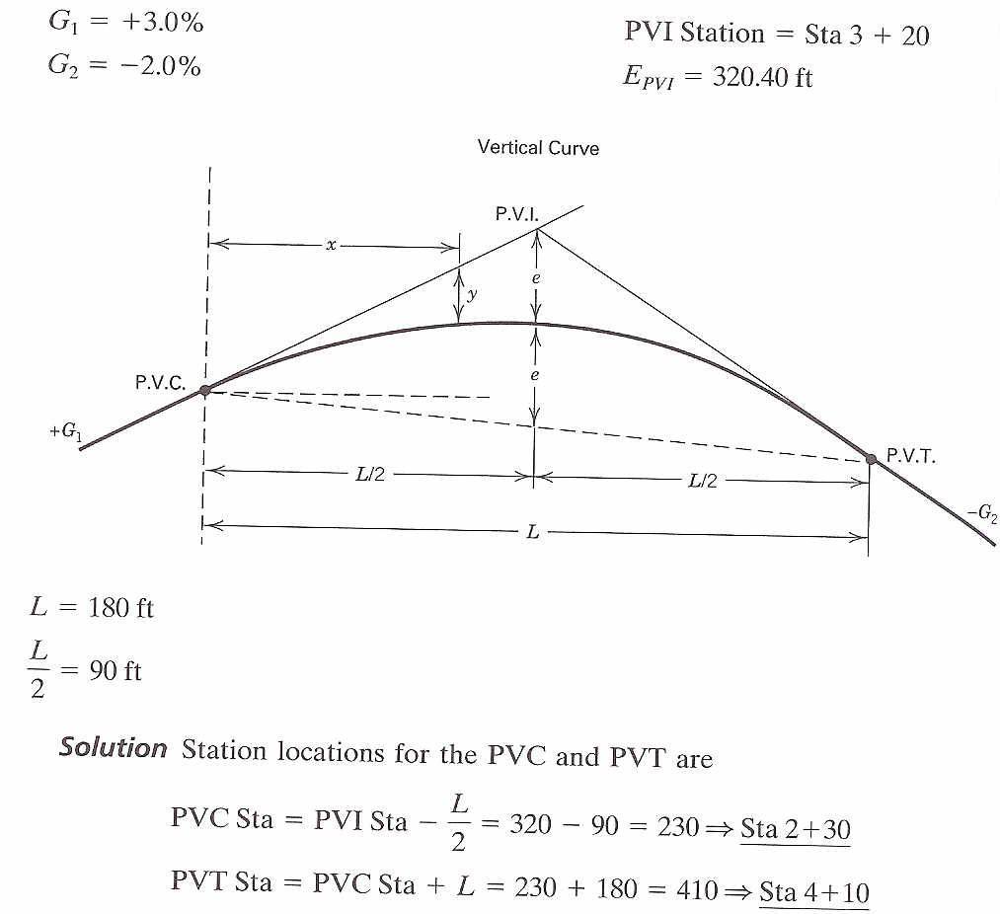 G₁ = +3.0%
G₂ = −2.0%
PVI Station = Sta 3 + 20
E_PVI = 320.40 ft
Vertical Curve
P.V.I.
x
e
y
P.V.C.
e
+G₁
P.V.T.
L/2
L/2
−G₂
L
L = 180 ft
L/2 = 90 ft
Solution Station locations for the PVC and PVT are
PVC Sta = PVI Sta − L/2 = 320 − 90 = 230 ⇒ Sta 2+30
PVT Sta = PVC Sta + L = 230 + 180 = 410 ⇒ Sta 4+10